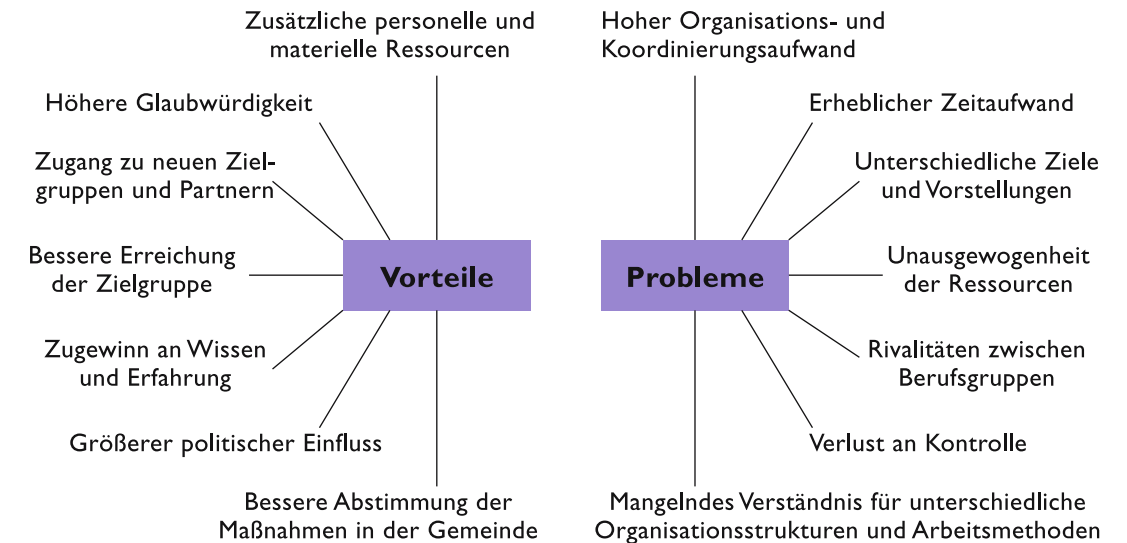 Zusätzliche personelle und
materielle Ressourcen
Höhere Glaubwürdigkeit
Zugang zu neuen Ziel-
gruppen und Partnern
Bessere Erreichung
der Zielgruppe
Vorteile
Zugewinn an Wissen
und Erfahrung
Größerer politischer Einfluss
Bessere Abstimmung der
Maßnahmen in der Gemeinde
Hoher Organisations- und
Koordinierungsaufwand
Erheblicher Zeitaufwand
Unterschiedliche Ziele
und Vorstellungen
Probleme
Unausgewogenheit
der Ressourcen
Rivalitäten zwischen
Berufsgruppen
Verlust an Kontrolle
Mangelndes Verständnis für unterschiedliche
Organisationsstrukturen und Arbeitsmethoden